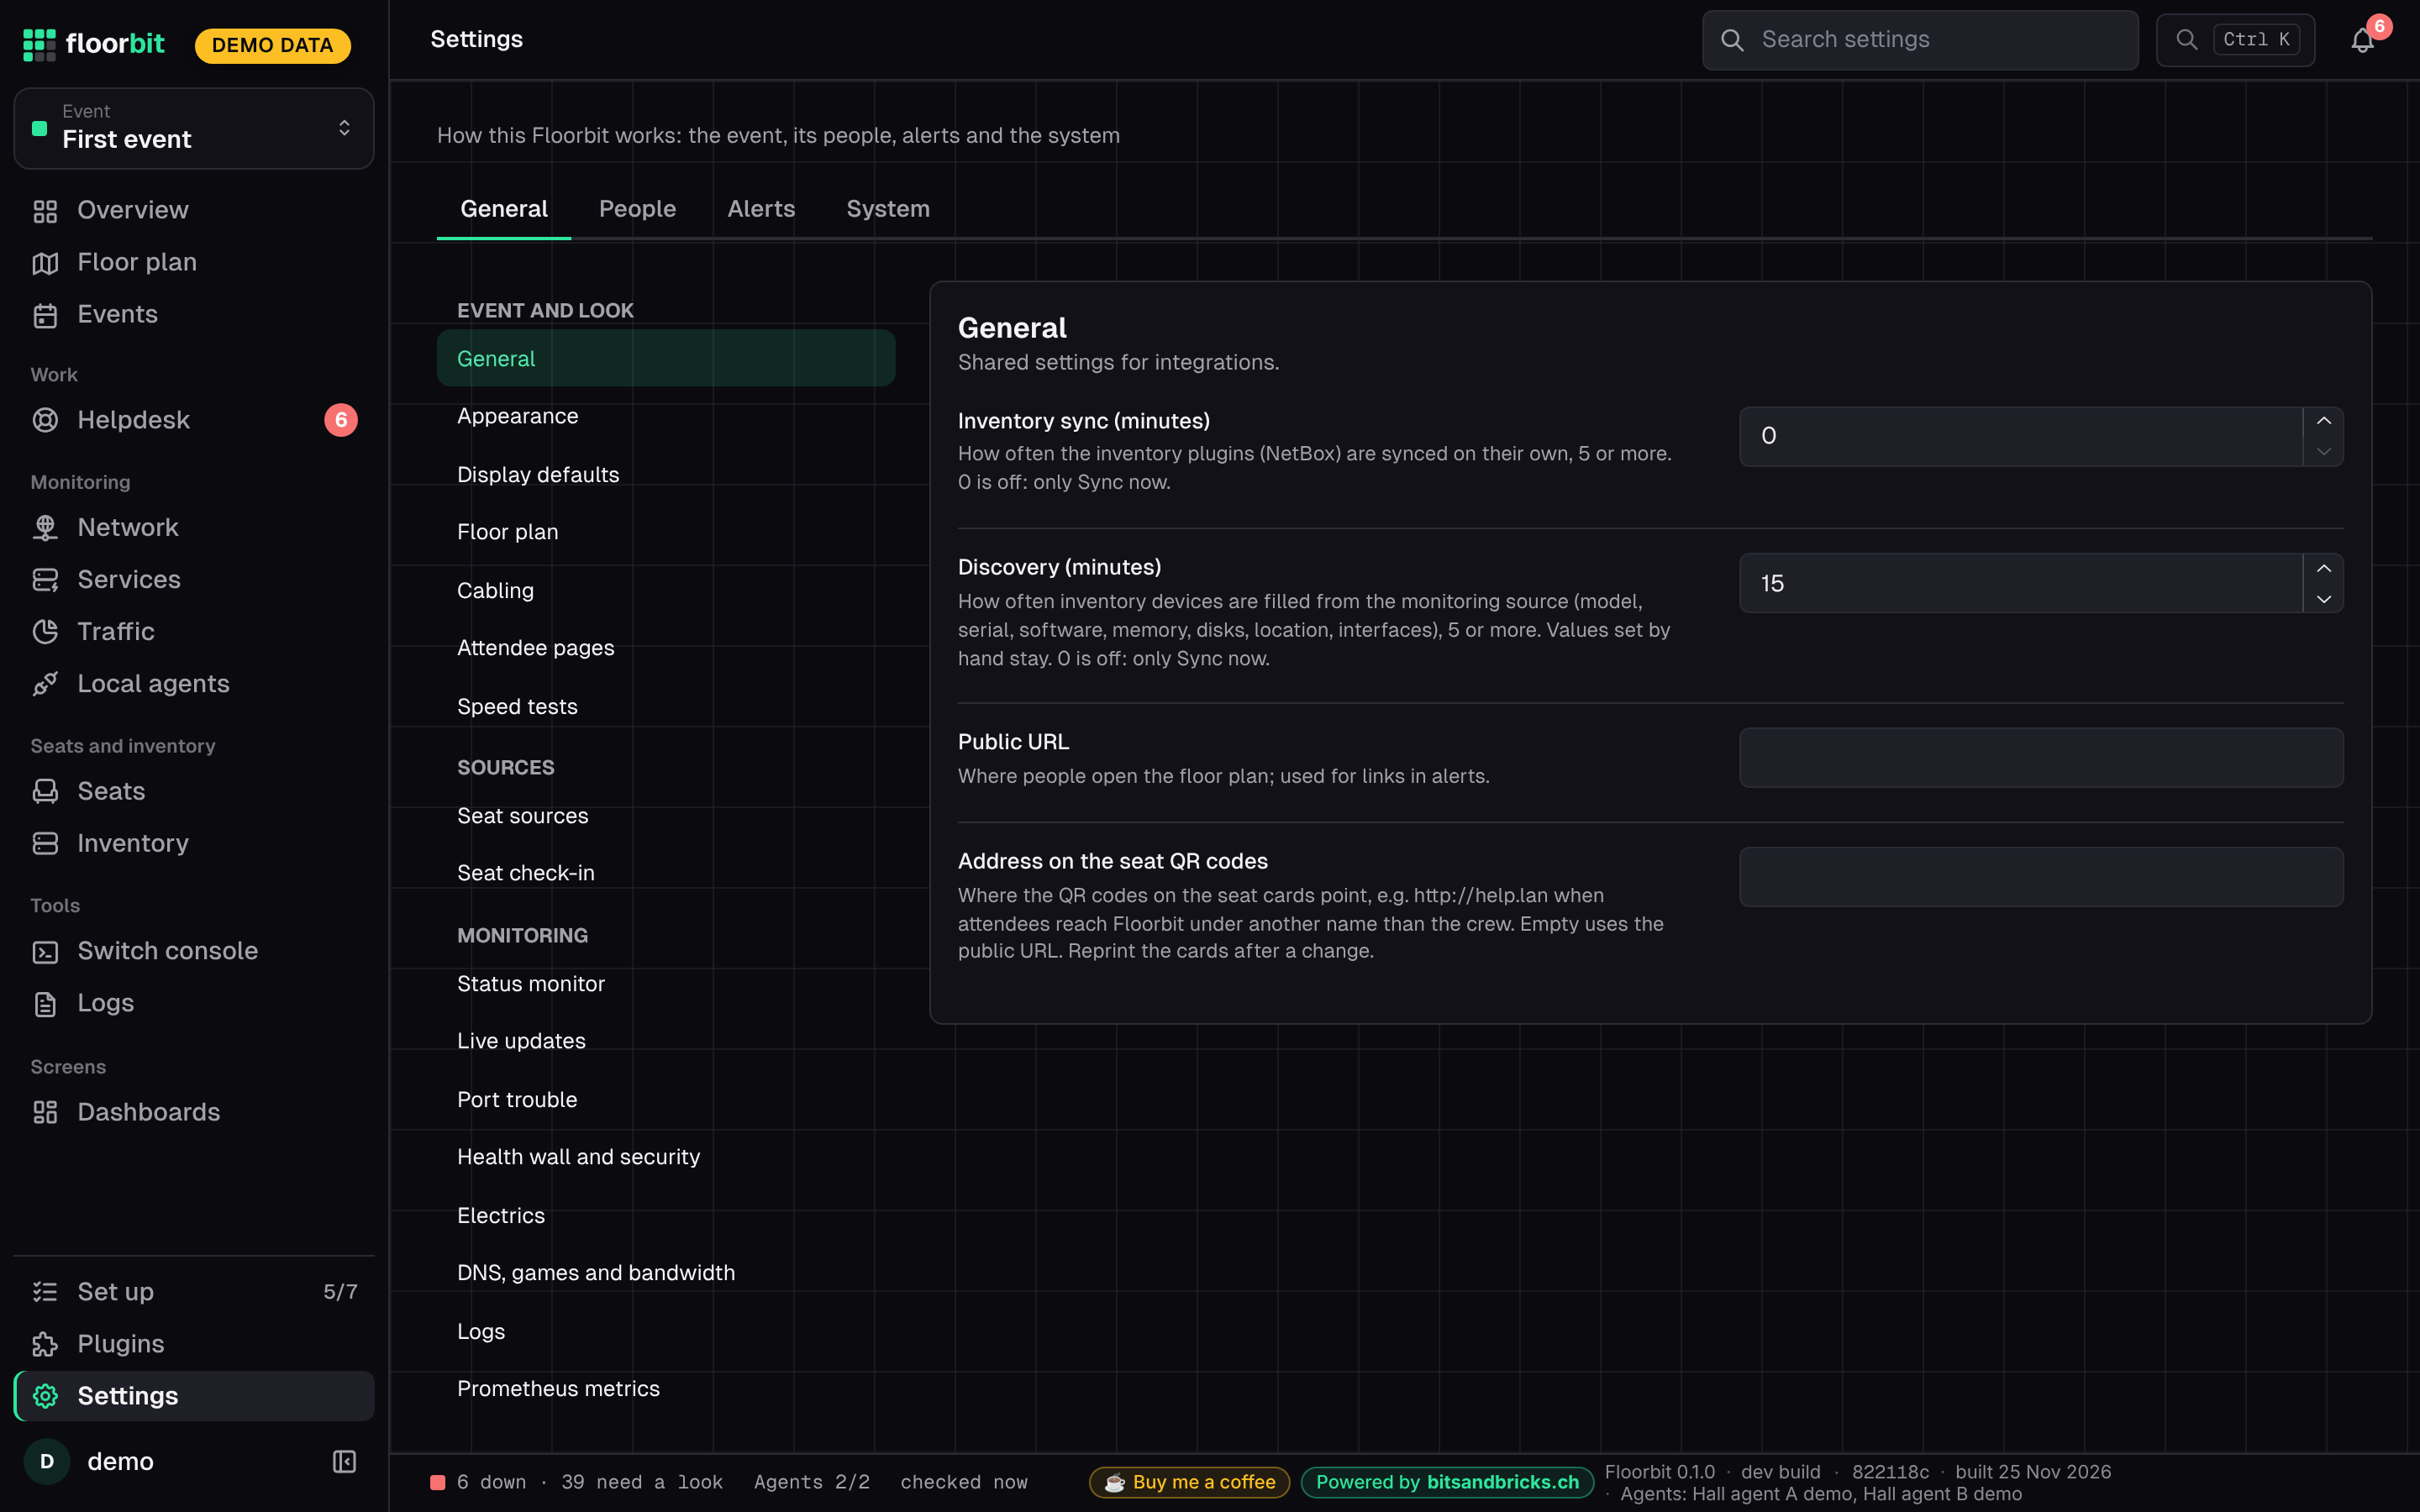 floorbit
DEMO DATA
Event
First event
Overview
Floor plan
Events
Work
Helpdesk
6
Monitoring
Network
Services
Traffic
Local agents
Seats and inventory
Seats
Inventory
Tools
Switch console
Logs
Screens
Dashboards
Set up
5/7
Plugins
Settings
D
demo
Settings
Search settings
Ctrl K
6
How this Floorbit works: the event, its people, alerts and the system
General
People
Alerts
System
EVENT AND LOOK
General
Appearance
Display defaults
Floor plan
Cabling
Attendee pages
Speed tests
SOURCES
Seat sources
Seat check-in
MONITORING
Status monitor
Live updates
Port trouble
Health wall and security
Electrics
DNS, games and bandwidth
Logs
Prometheus metrics
General
Shared settings for integrations.
Inventory sync (minutes)
How often the inventory plugins (NetBox) are synced on their own, 5 or more.
0 is off: only Sync now.
0
Discovery (minutes)
How often inventory devices are filled from the monitoring source (model,
serial, software, memory, disks, location, interfaces), 5 or more. Values set by
hand stay. 0 is off: only Sync now.
15
Public URL
Where people open the floor plan; used for links in alerts.
Address on the seat QR codes
Where the QR codes on the seat cards point, e.g. http://help.lan when
attendees reach Floorbit under another name than the crew. Empty uses the
public URL. Reprint the cards after a change.
6 down · 39 need a look
Agents 2/2
checked now
☕ Buy me a coffee
Powered by bitsandbricks.ch
Floorbit 0.1.0 · dev build · 822118c · built 25 Nov 2026
· Agents: Hall agent A demo, Hall agent B demo